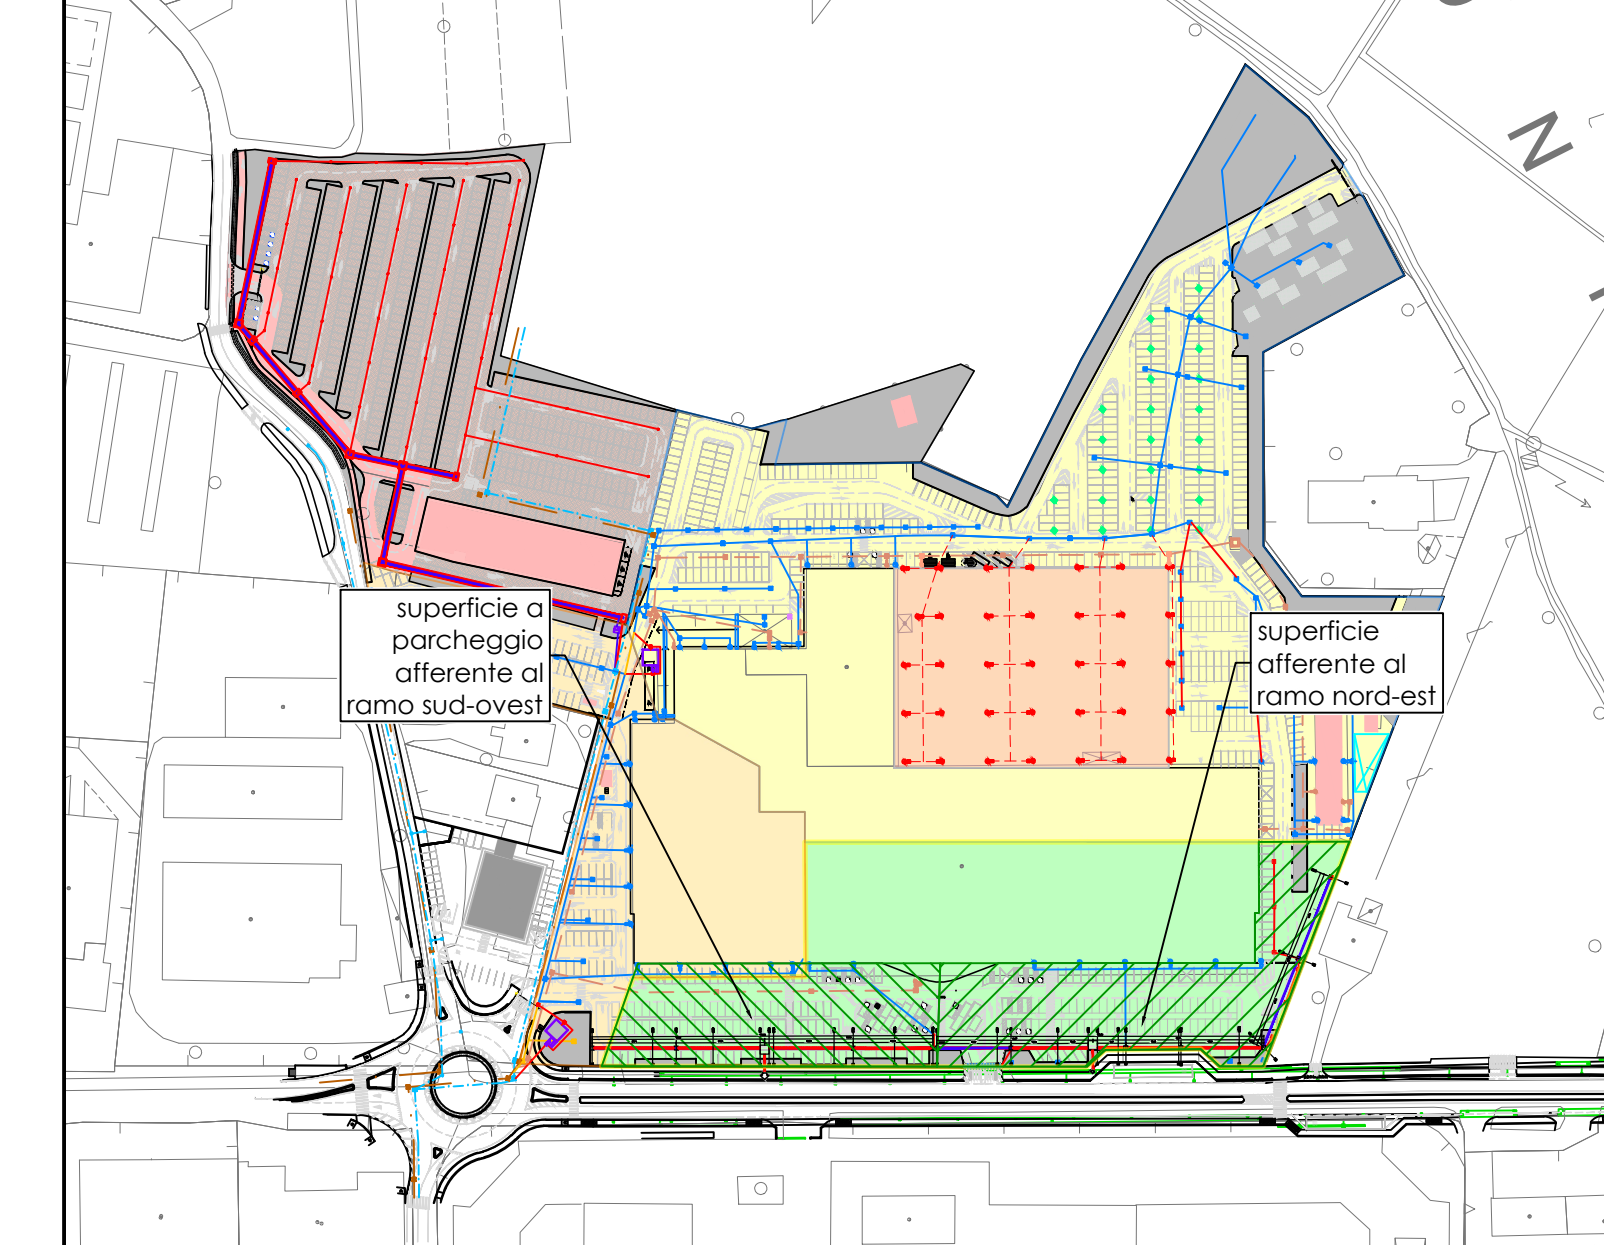 N
superficie a
parcheggio
afferente al
ramo sud-ovest
superficie
afferente al
ramo nord-est